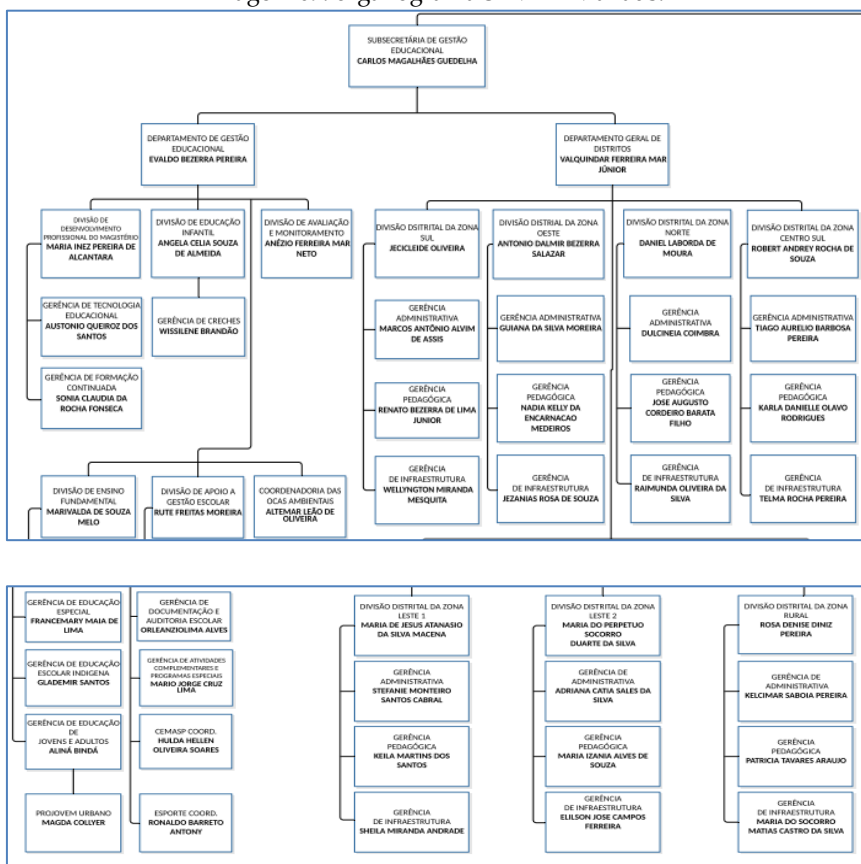 SUBSECRETÁRIA DE GESTÃO
EDUCACIONAL
CARLOS MAGALHÃES GUEDELHA
DEPARTAMENTO DE GESTÃO
EDUCACIONAL
EVALDO BEZERRA PEREIRA
DEPARTAMENTO GERAL DE
DISTRITOS
VALQUINDAR FERREIRA MAR
JÚNIOR
DIVISÃO DE
DESENVOLVIMENTO
PROFISSIONAL DO MAGISTÉRIO
MARIA INEZ PEREIRA DE
ALCANTARA
DIVISÃO DE EDUCAÇÃO
INFANTIL
ANGELA CELIA SOUZA
DE ALMEIDA
DIVISÃO DE AVALIAÇÃO
E MONITORAMENTO
ANÉZIO FERREIRA MAR
NETO
DIVISÃO DSITRITAL DA ZONA
SUL
JECICLEIDE OLIVEIRA
DIVISÃO DISTRIAL DA ZONA
OESTE
ANTONIO DALMIR BEZERRA
SALAZAR
DIVISÃO DISTRITAL DA ZONA
NORTE
DANIEL LABORDA DE
MOURA
DIVISÃO DISTRITAL DA ZONA
CENTRO SUL
ROBERT ANDREY ROCHA DE
SOUZA
GERÊNCIA DE TECNOLOGIA
EDUCACIONAL
AUSTONIO QUEIROZ DOS
SANTOS
GERÊNCIA DE CRECHES
WISSILENE BRANDÃO
GERÊNCIA
ADMINISTRATIVA
MARCOS ANTÔNIO ALVIM
DE ASSIS
GERÊNCIA ADMINISTRATIVA
GUIANA DA SILVA MOREIRA
GERÊNCIA
ADMINISTRATIVA
DULCINEIA COIMBRA
GERÊNCIA ADMINISTRATIVA
TIAGO AURELIO BARBOSA
PEREIRA
GERÊNCIA DE FORMAÇÃO
CONTINUADA
SONIA CLAUDIA DA
ROCHA FONSECA
GERÊNCIA
PEDAGÓGICA
RENATO BEZERRA DE LIMA
JUNIOR
GERÊNCIA
PEDAGÓGICA
NADIA KELLY DA
ENCARNACAO
MEDEIROS
GERÊNCIA
PEDAGÓGICA
JOSE AUGUSTO
CORDEIRO BARATA
FILHO
GERÊNCIA
PEDAGÓGICA
KARLA DANIELLE OLAVO
RODRIGUES
DIVISÃO DE ENSINO
FUNDAMENTAL
MARIVALDA DE SOUZA
MELO
DIVISÃO DE APOIO A
GESTÃO ESCOLAR
RUTE FREITAS MOREIRA
COORDENADORIA DAS
OCAS AMBIENTAIS
ALTEMAR LEÃO DE
OLIVEIRA
GERÊNCIA
DE INFRAESTRUTURA
WELLYNGTON MIRANDA
MESQUITA
GERÊNCIA
DE INFRAESTRUTURA
JEZANIAS ROSA DE SOUZA
GERÊNCIA
DE INFRAESTRUTURA
RAIMUNDA OLIVEIRA DA
SILVA
GERÊNCIA
DE INFRAESTRUTURA
TELMA ROCHA PEREIRA
GERÊNCIA DE EDUCAÇÃO
ESPECIAL
FRANCEMARY MAIA DE
LIMA
GERÊNCIA DE
DOCUMENTAÇÃO E
AUDITORIA ESCOLAR
ORLEANZIOLIMA ALVES
DIVISÃO DISTRITAL DA ZONA
LESTE 1
MARIA DE JESUS ATANASIO
DA SILVA MACENA
DIVISÃO DISTRITAL DA ZONA
LESTE 2
MARIA DO PERPETUO
SOCORRO
DUARTE DA SILVA
DIVISÃO DISTRITAL DA ZONA
RURAL
ROSA DENISE DINIZ
PEREIRA
GERÊNCIA DE EDUCAÇÃO
ESCOLAR INDIGENA
GLADEMIR SANTOS
GERÊNCIA DE ATIVIDADES
COMPLEMENTARES E
PROGRAMAS ESPECIAIS
MARIO JORGE CRUZ
LIMA
GERÊNCIA
ADMINISTRATIVA
STEFANIE MONTEIRO
SANTOS CABRAL
GERÊNCIA DE
ADMINISTRATIVA
ADRIANA CATIA SALES DA
SILVA
GERÊNCIA DE
ADMINISTRATIVA
KELCIMAR SABOIA PEREIRA
GERÊNCIA DE EDUCAÇÃO
DE
JOVENS E ADULTOS
ALINÁ BINDÁ
CEMASP COORD.
HULDA HELLEN
OLIVEIRA SOARES
GERÊNCIA
PEDAGÓGICA
KEILA MARTINS DOS
SANTOS
GERÊNCIA
PEDAGÓGICA
MARIA IZANIA ALVES DE
SOUZA
GERÊNCIA
PEDAGÓGICA
PATRICIA TAVARES ARAUJO
PROJOVEM URBANO
MAGDA COLLYER
ESPORTE COORD.
RONALDO BARRETO
ANTONY
GERÊNCIA
DE INFRAESTRUTURA
SHEILA MIRANDA ANDRADE
GERÊNCIA
DE INFRAESTRUTURA
ELILSON JOSE CAMPOS
FERREIRA
GERÊNCIA
DE INFRAESTRUTURA
MARIA DO SOCORRO
MATIAS CASTRO DA SILVA